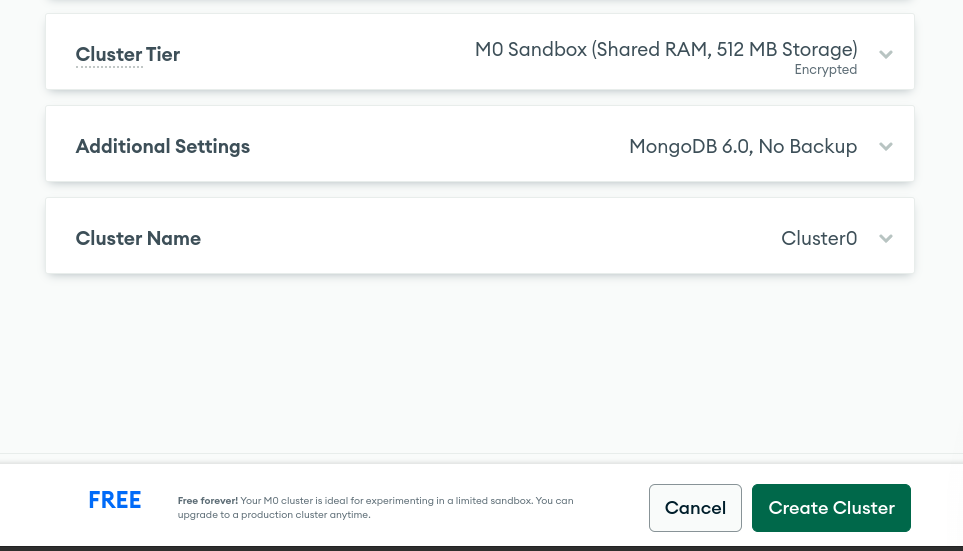 Cluster Tier
M0 Sandbox (Shared RAM, 512 MB Storage)
Encrypted
Additional Settings
MongoDB 6.0, No Backup
Cluster Name
Cluster0
FREE
Free forever! Your M0 cluster is ideal for experimenting in a limited sandbox. You can
upgrade to a production cluster anytime.
Cancel
Create Cluster